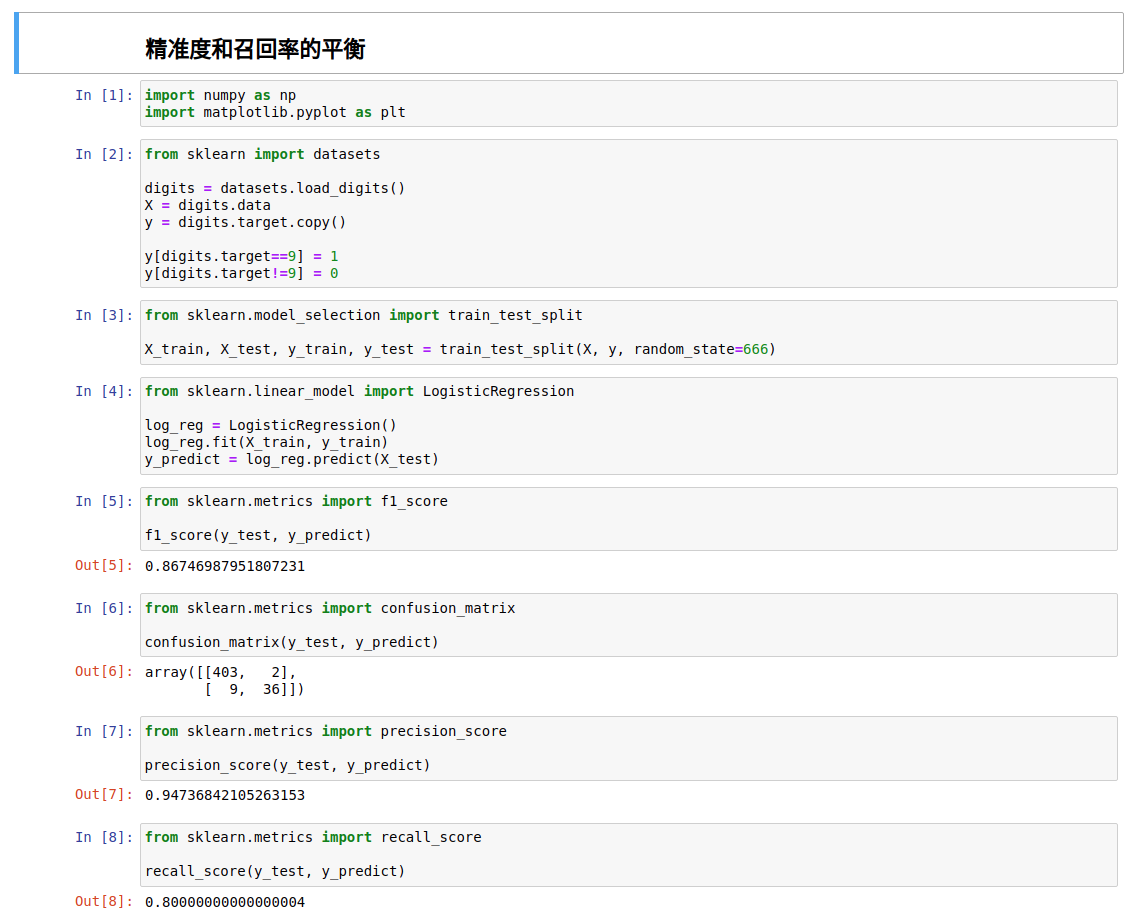 精准度和召回率的平衡
In [1]: import numpy as np
import matplotlib.pyplot as plt
In [2]: from sklearn import datasets
digits = datasets.load_digits()
X = digits.data
y = digits.target.copy()
y[digits.target==9] = 1
y[digits.target!=9] = 0
In [3]: from sklearn.model_selection import train_test_split
X_train, X_test, y_train, y_test = train_test_split(X, y, random_state=666)
In [4]: from sklearn.linear_model import LogisticRegression
log_reg = LogisticRegression()
log_reg.fit(X_train, y_train)
y_predict = log_reg.predict(X_test)
In [5]: from sklearn.metrics import f1_score
f1_score(y_test, y_predict)
Out[5]: 0.86746987951807231
In [6]: from sklearn.metrics import confusion_matrix
confusion_matrix(y_test, y_predict)
Out[6]: array([[403,   2],
       [  9,  36]])
In [7]: from sklearn.metrics import precision_score
precision_score(y_test, y_predict)
Out[7]: 0.94736842105263153
In [8]: from sklearn.metrics import recall_score
recall_score(y_test, y_predict)
Out[8]: 0.80000000000000004